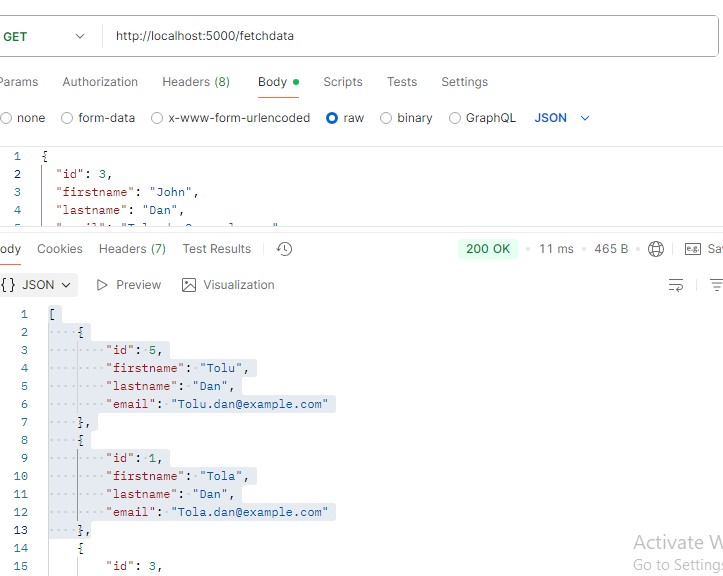 GET http://localhost:5000/fetchdata
Params Authorization Headers (8) Body Scripts Tests Settings
none form-data x-www-form-urlencoded raw binary GraphQL JSON
1 {
2 "id": 3,
3 "firstname": "John",
4 "lastname": "Dan",
ody Cookies Headers (7) Test Results 200 OK 11 ms 465 B e.g. Sa
{} JSON Preview Visualization
1 [
2 {
3 "id": 5,
4 "firstname": "Tolu",
5 "lastname": "Dan",
6 "email": "Tolu.dan@example.com"
7 },
8 {
9 "id": 1,
10 "firstname": "Tola",
11 "lastname": "Dan",
12 "email": "Tola.dan@example.com"
13 },
14 {
15 "id": 3,
Activate W
Go to Setting